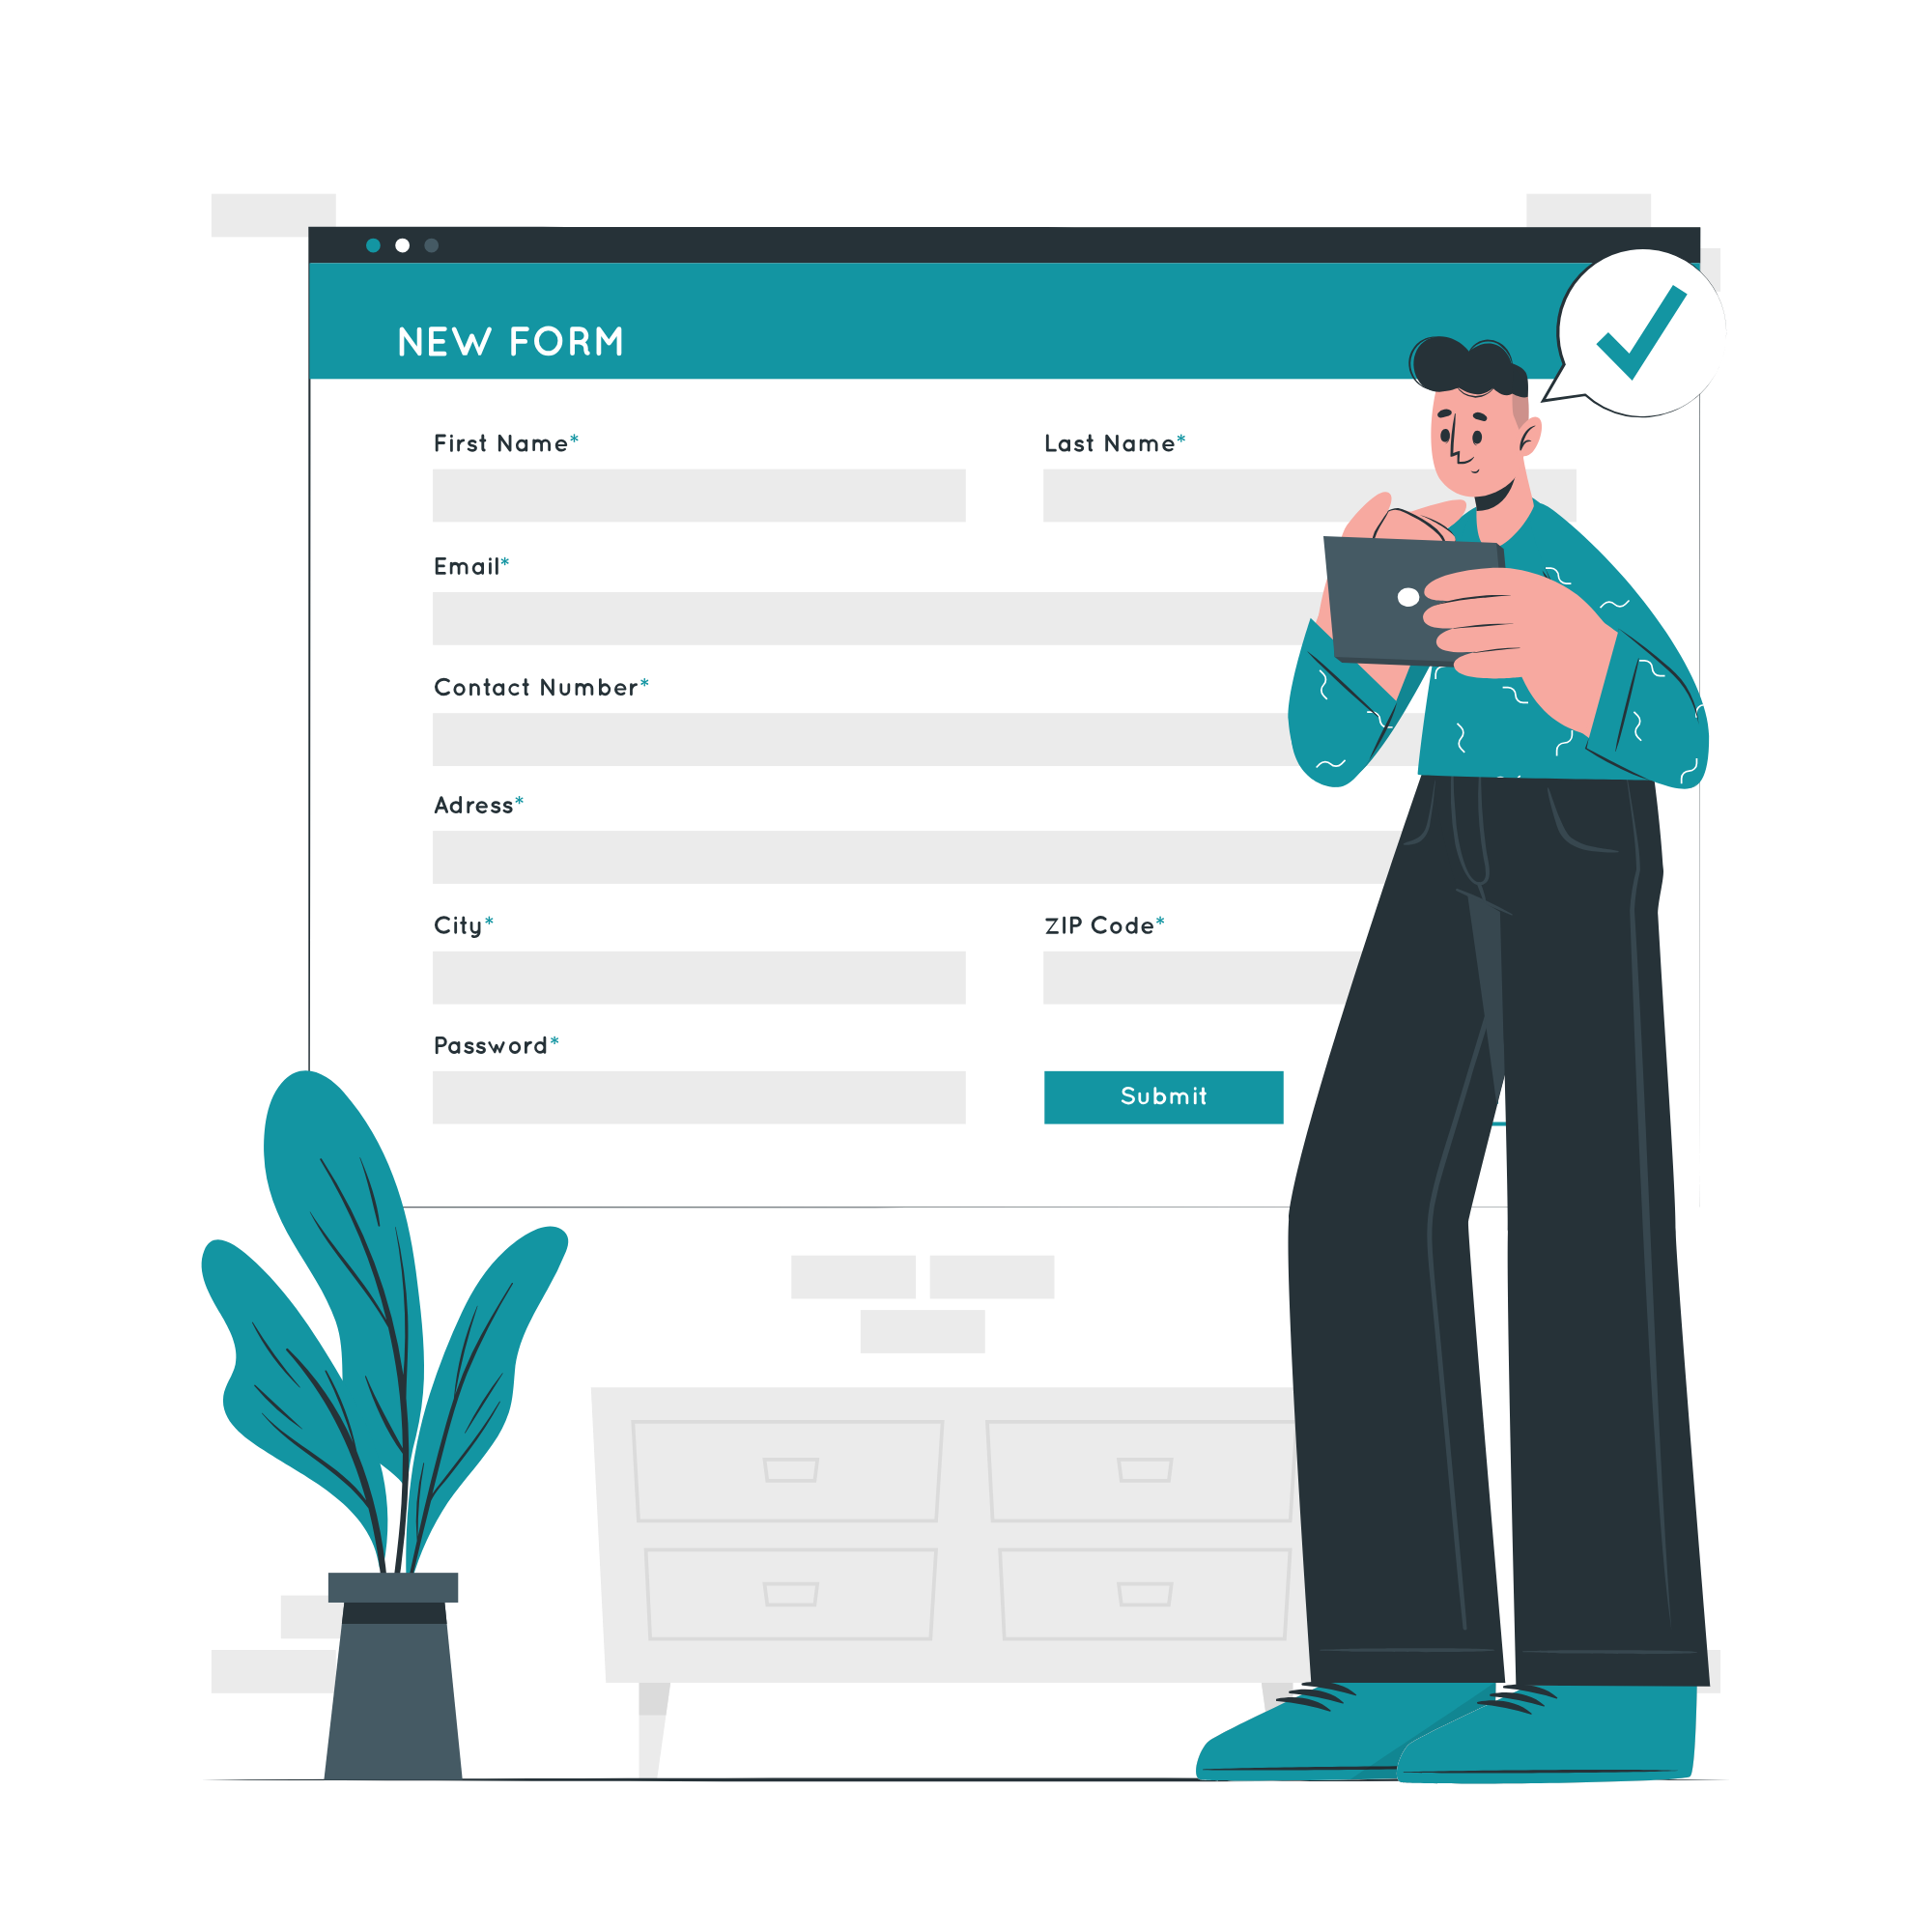 NEW FORM
First Name* Last Name*
Email*
Contact Number*
Adress*
City* ZIP Code*
Password*
Submit